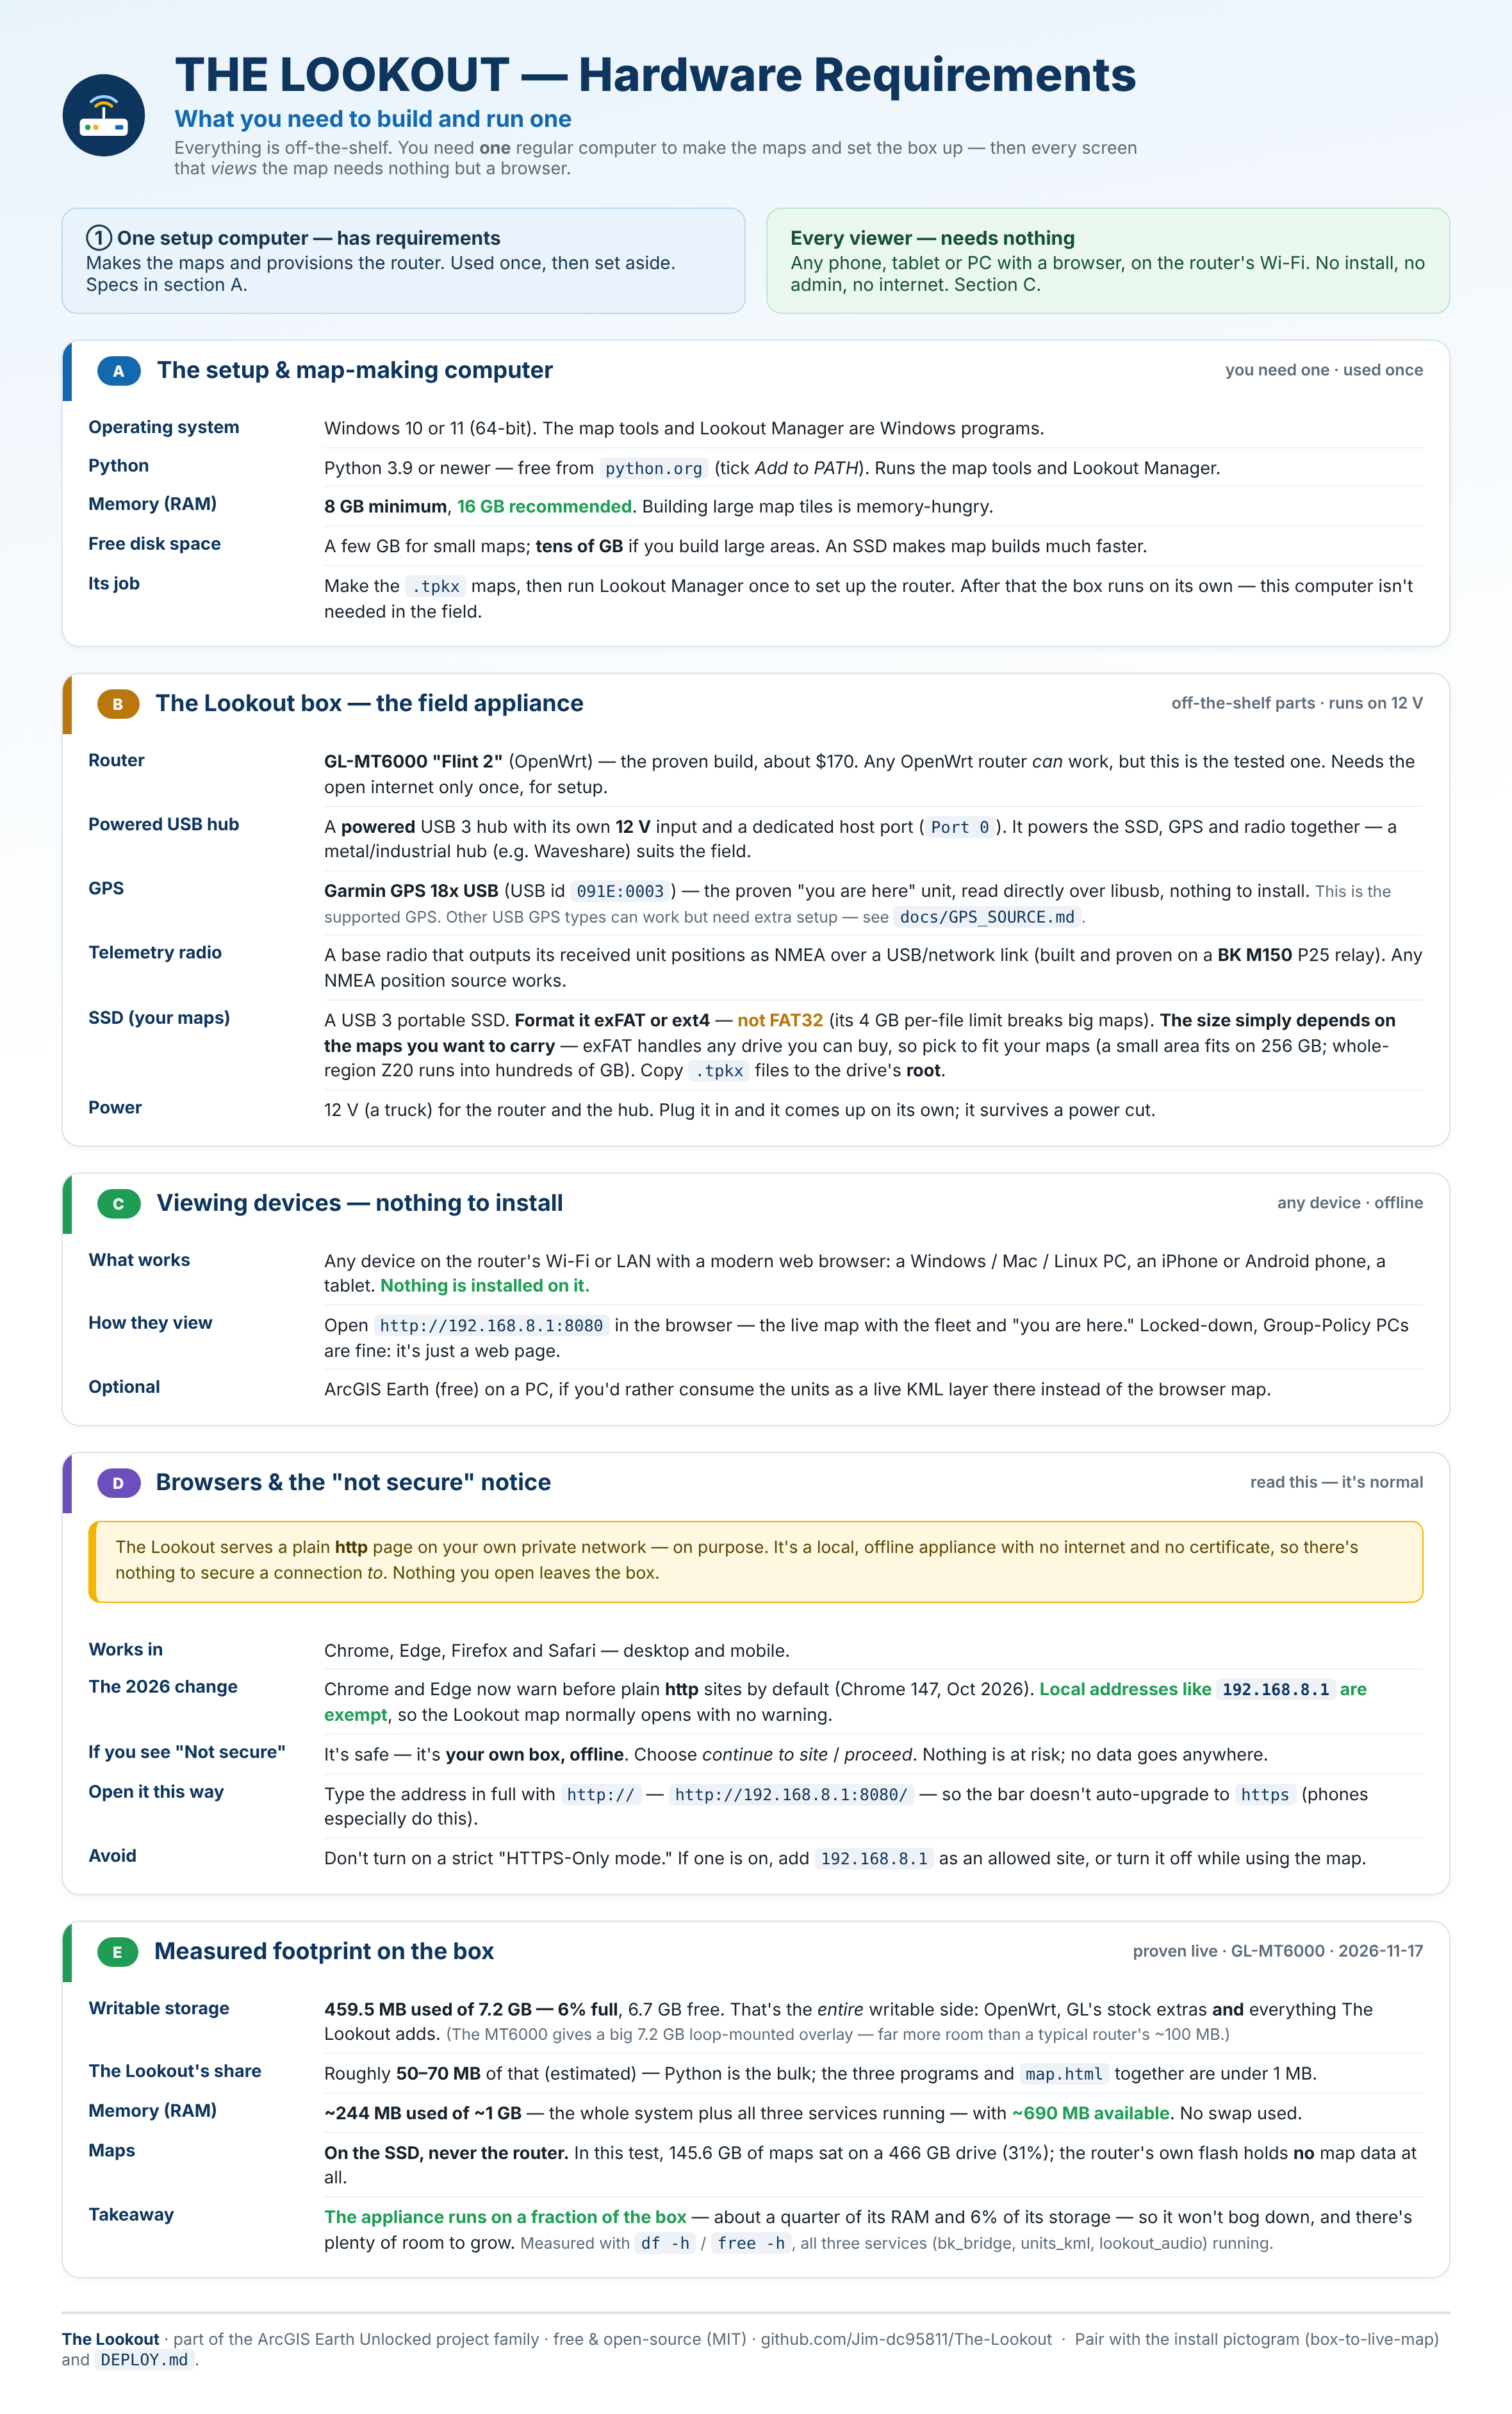 THE LOOKOUT — Hardware Requirements
What you need to build and run one
Everything is off-the-shelf. You need one regular computer to make the maps and set the box up — then every screen
that views the map needs nothing but a browser.
① One setup computer — has requirements
Makes the maps and provisions the router. Used once, then set aside.
Specs in section A.
Every viewer — needs nothing
Any phone, tablet or PC with a browser, on the router's Wi-Fi. No install, no
admin, no internet. Section C.
A The setup & map-making computer you need one · used once
Operating system Windows 10 or 11 (64-bit). The map tools and Lookout Manager are Windows programs.
Python Python 3.9 or newer — free from python.org (tick Add to PATH). Runs the map tools and Lookout Manager.
Memory (RAM) 8 GB minimum, 16 GB recommended. Building large map tiles is memory-hungry.
Free disk space A few GB for small maps; tens of GB if you build large areas. An SSD makes map builds much faster.
Its job Make the .tpkx maps, then run Lookout Manager once to set up the router. After that the box runs on its own — this computer isn't
needed in the field.
B The Lookout box — the field appliance off-the-shelf parts · runs on 12 V
Router GL-MT6000 "Flint 2" (OpenWrt) — the proven build, about $170. Any OpenWrt router can work, but this is the tested one. Needs the
open internet only once, for setup.
Powered USB hub A powered USB 3 hub with its own 12 V input and a dedicated host port ( Port 0 ). It powers the SSD, GPS and radio together — a
metal/industrial hub (e.g. Waveshare) suits the field.
GPS Garmin GPS 18x USB (USB id 091E:0003 ) — the proven "you are here" unit, read directly over libusb, nothing to install. This is the
supported GPS. Other USB GPS types can work but need extra setup — see docs/GPS_SOURCE.md .
Telemetry radio A base radio that outputs its received unit positions as NMEA over a USB/network link (built and proven on a BK M150 P25 relay). Any
NMEA position source works.
SSD (your maps) A USB 3 portable SSD. Format it exFAT or ext4 — not FAT32 (its 4 GB per-file limit breaks big maps). The size simply depends on
the maps you want to carry — exFAT handles any drive you can buy, so pick to fit your maps (a small area fits on 256 GB; whole-
region Z20 runs into hundreds of GB). Copy .tpkx files to the drive's root.
Power 12 V (a truck) for the router and the hub. Plug it in and it comes up on its own; it survives a power cut.
C Viewing devices — nothing to install any device · offline
What works Any device on the router's Wi-Fi or LAN with a modern web browser: a Windows / Mac / Linux PC, an iPhone or Android phone, a
tablet. Nothing is installed on it.
How they view Open http://192.168.8.1:8080 in the browser — the live map with the fleet and "you are here." Locked-down, Group-Policy PCs
are fine: it's just a web page.
Optional ArcGIS Earth (free) on a PC, if you'd rather consume the units as a live KML layer there instead of the browser map.
D Browsers & the "not secure" notice read this — it's normal
The Lookout serves a plain http page on your own private network — on purpose. It's a local, offline appliance with no internet and no certificate, so there's
nothing to secure a connection to. Nothing you open leaves the box.
Works in Chrome, Edge, Firefox and Safari — desktop and mobile.
The 2026 change Chrome and Edge now warn before plain http sites by default (Chrome 147, Oct 2026). Local addresses like 192.168.8.1 are
exempt, so the Lookout map normally opens with no warning.
If you see "Not secure" It's safe — it's your own box, offline. Choose continue to site / proceed. Nothing is at risk; no data goes anywhere.
Open it this way Type the address in full with http:// — http://192.168.8.1:8080/ — so the bar doesn't auto-upgrade to https (phones
especially do this).
Avoid Don't turn on a strict "HTTPS-Only mode." If one is on, add 192.168.8.1 as an allowed site, or turn it off while using the map.
E Measured footprint on the box proven live · GL-MT6000 · 2026-11-17
Writable storage 459.5 MB used of 7.2 GB — 6% full, 6.7 GB free. That's the entire writable side: OpenWrt, GL's stock extras and everything The
Lookout adds. (The MT6000 gives a big 7.2 GB loop-mounted overlay — far more room than a typical router's ~100 MB.)
The Lookout's share Roughly 50–70 MB of that (estimated) — Python is the bulk; the three programs and map.html together are under 1 MB.
Memory (RAM) ~244 MB used of ~1 GB — the whole system plus all three services running — with ~690 MB available. No swap used.
Maps On the SSD, never the router. In this test, 145.6 GB of maps sat on a 466 GB drive (31%); the router's own flash holds no map data at
all.
Takeaway The appliance runs on a fraction of the box — about a quarter of its RAM and 6% of its storage — so it won't bog down, and there's
plenty of room to grow. Measured with df -h / free -h , all three services (bk_bridge, units_kml, lookout_audio) running.
The Lookout · part of the ArcGIS Earth Unlocked project family · free & open-source (MIT) · github.com/Jim-dc95811/The-Lookout · Pair with the install pictogram (box-to-live-map)
and DEPLOY.md .